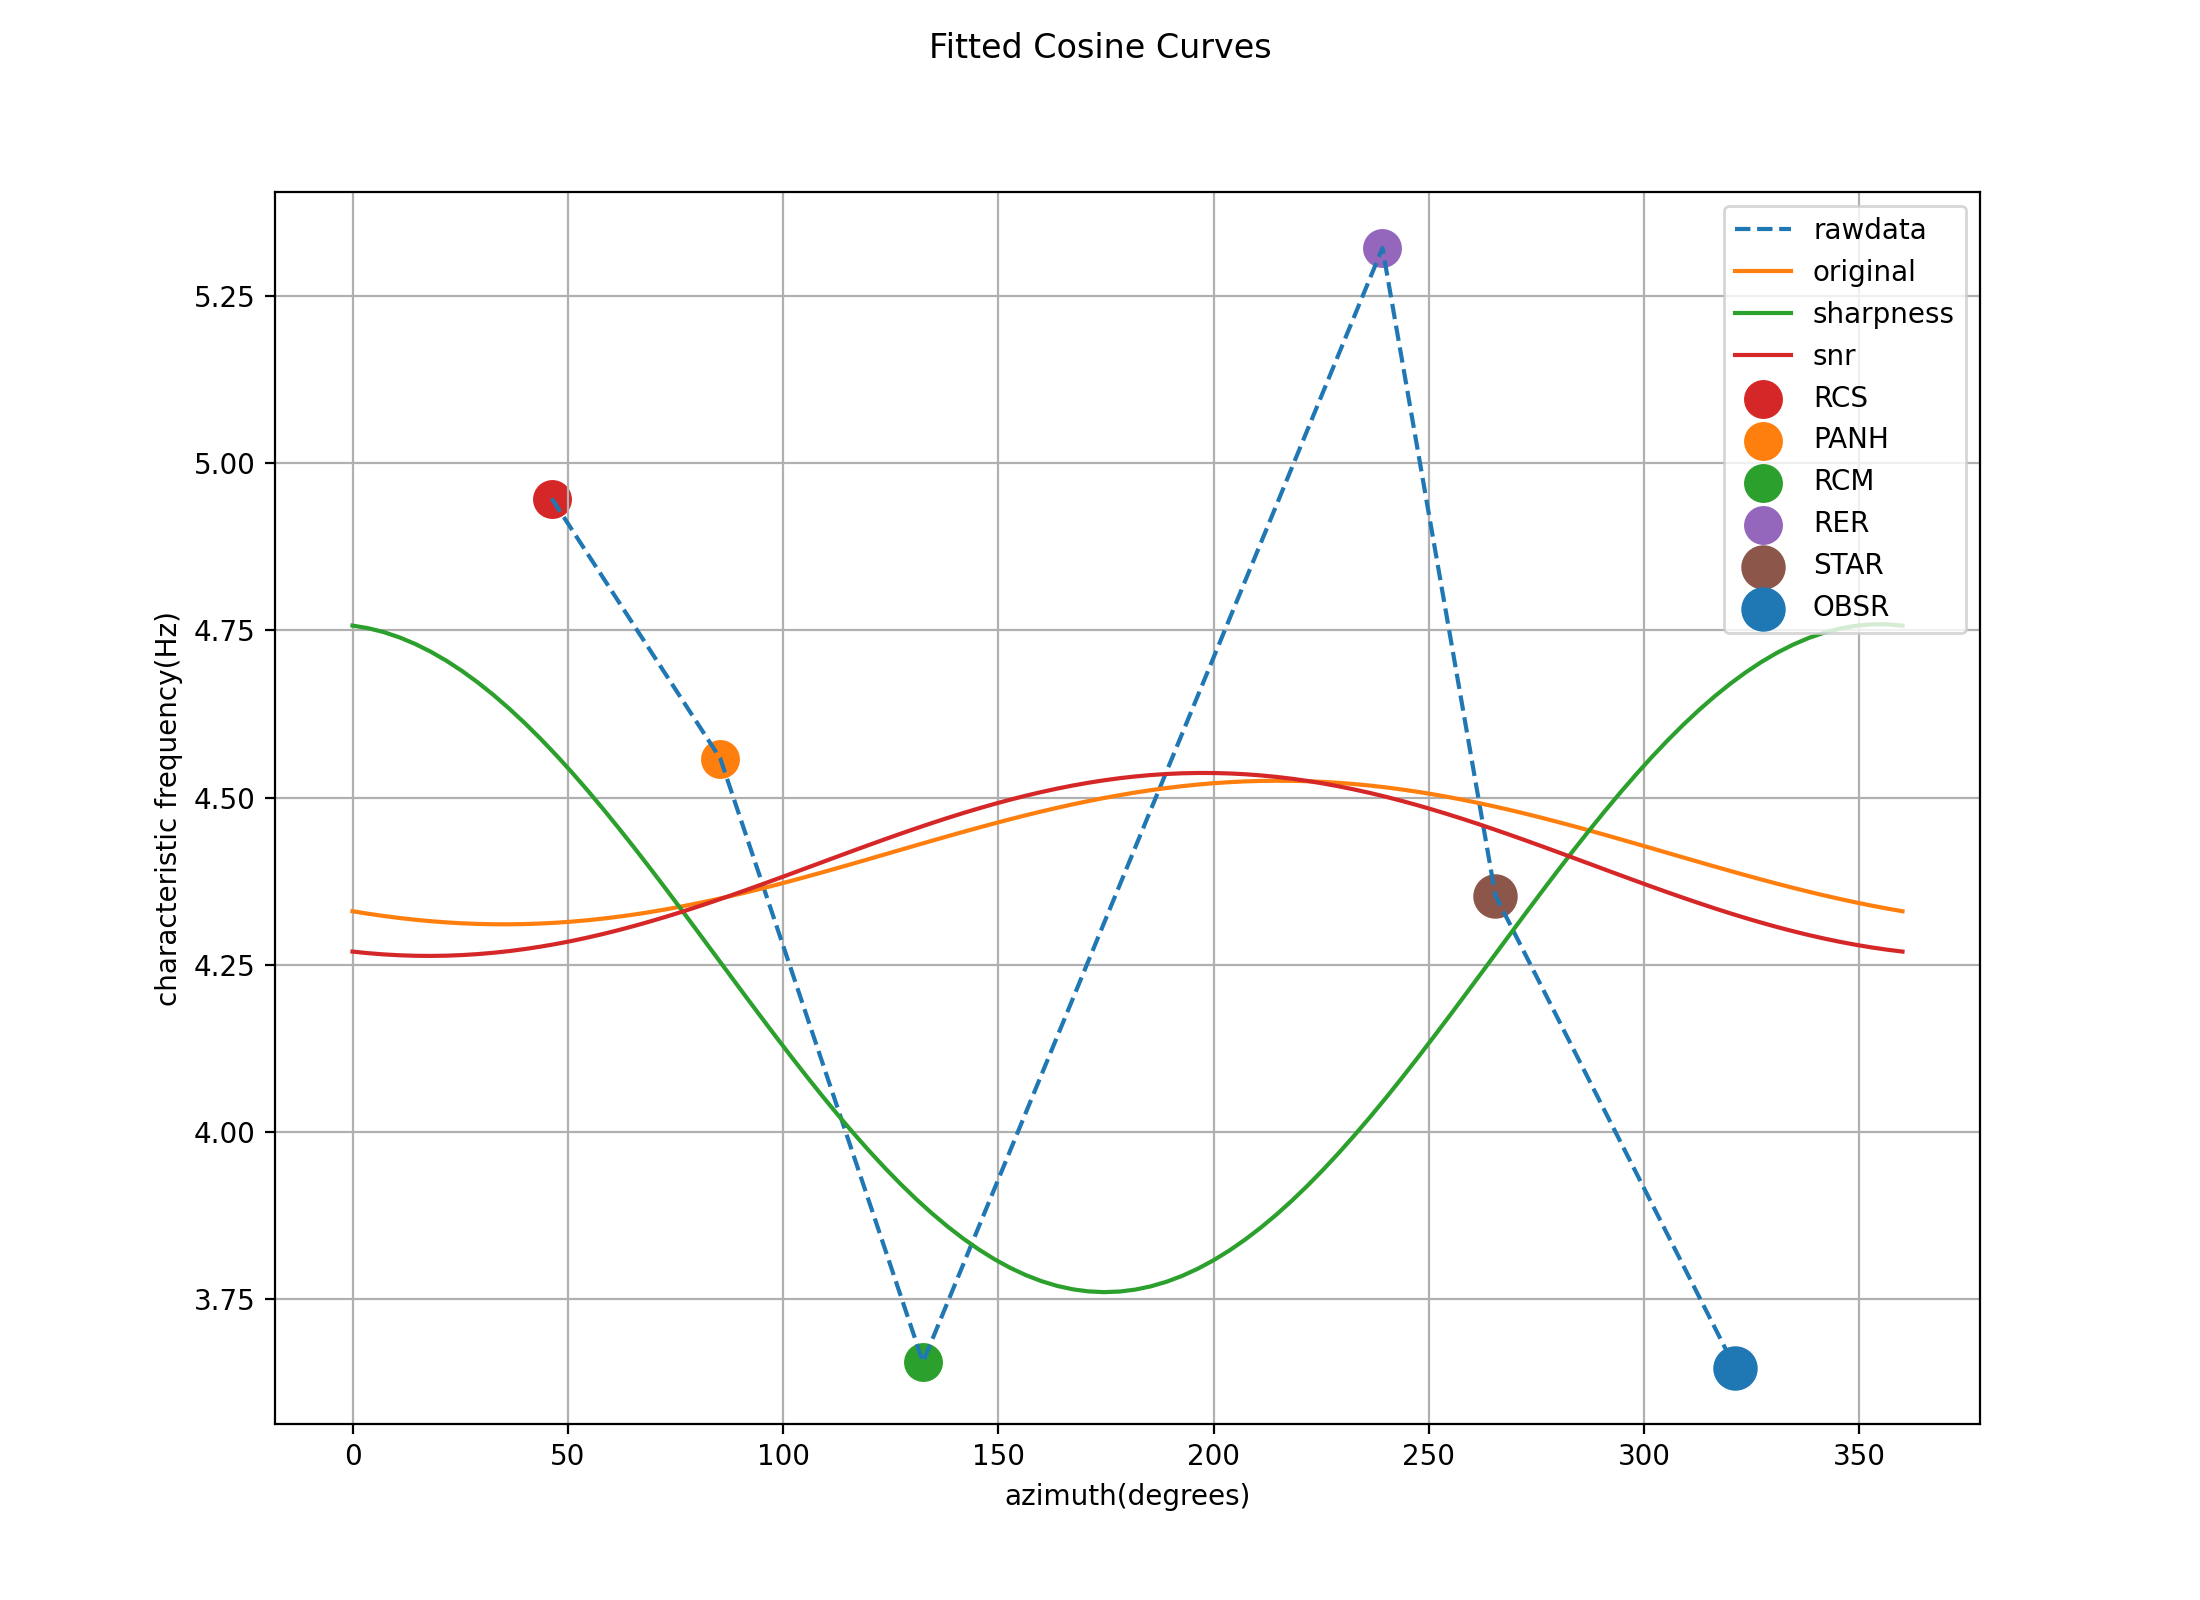 Fitted Cosine Curves
rawdata
original
sharpness
snr
RCS
PANH
RCM
RER
STAR
OBSR
characteristic frequency(Hz)
5.25
5.00
4.75
4.50
4.25
4.00
3.75
0 50 100 150 200 250 300 350
azimuth(degrees)